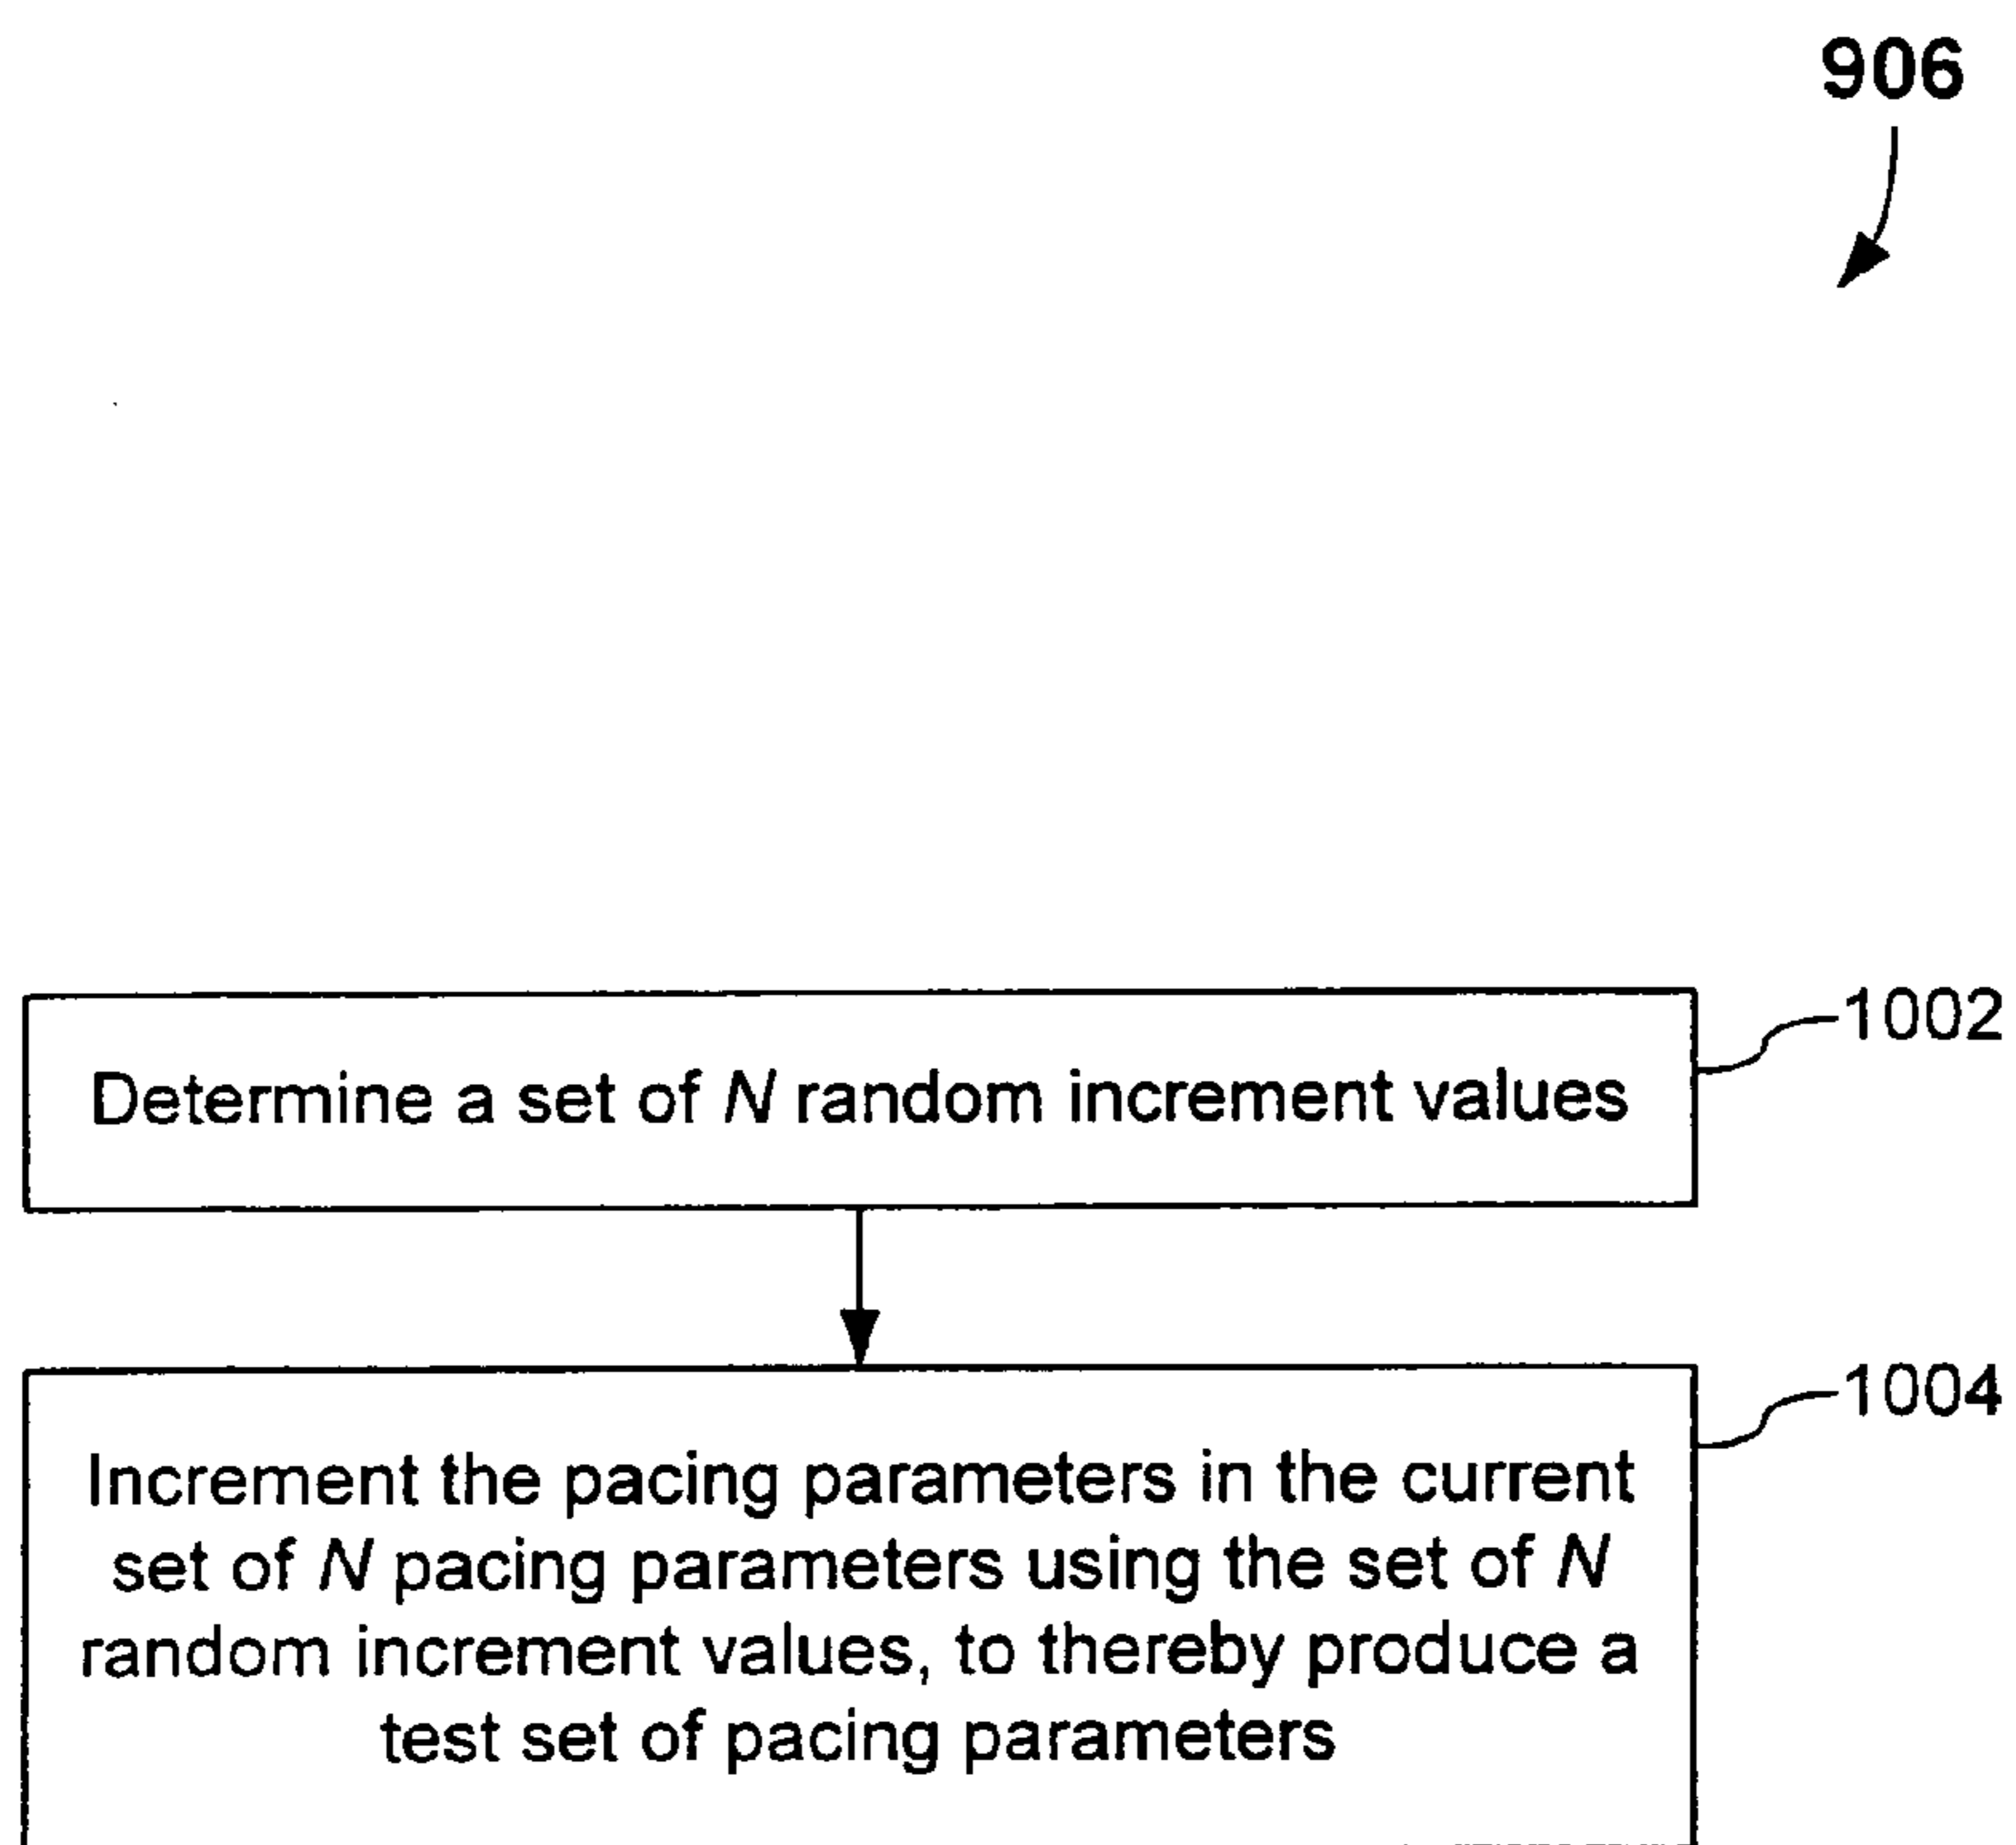 906
1002
Determine a set of N random increment values
1004
Increment the pacing parameters in the current
set of N pacing parameters using the set of N
random increment values, to thereby produce a
test set of pacing parameters